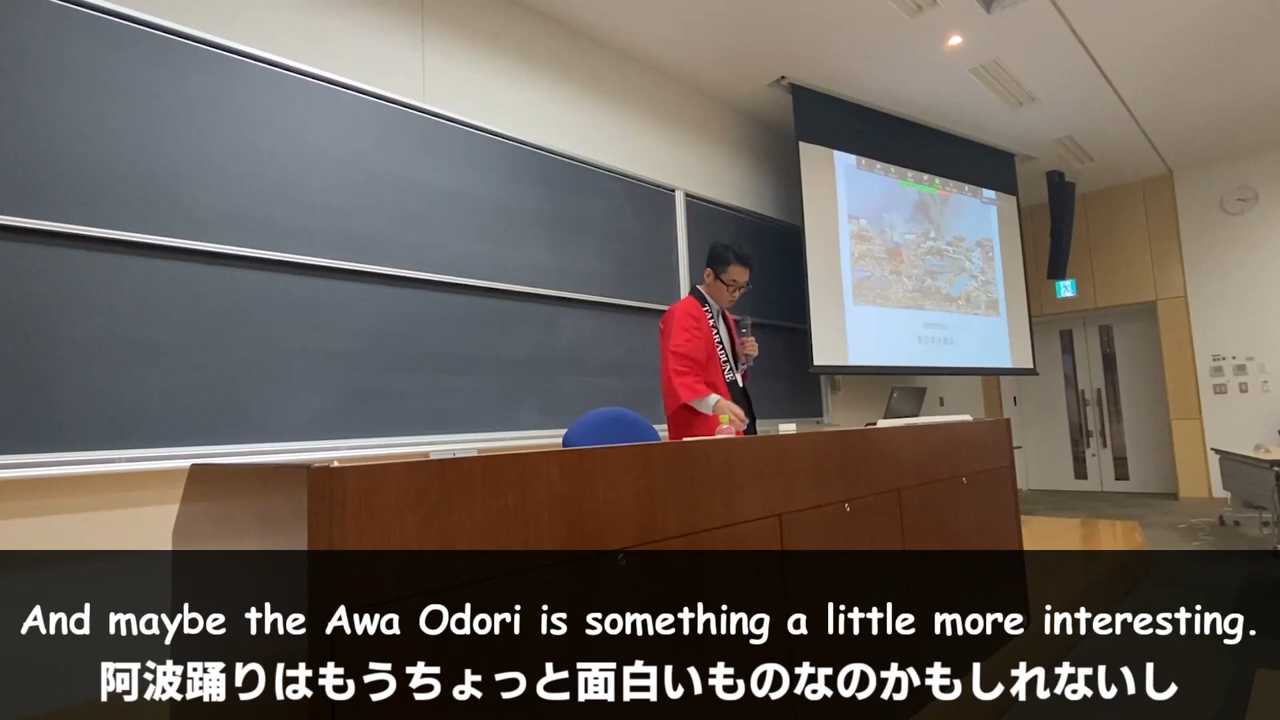 TAKARABUNE
And maybe the Awa Odori is something a little more interesting.
阿波踊りはもうちょっと面白いものなのかもしれないし